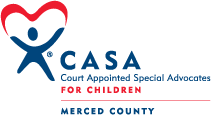 ® CASA
Court Appointed Special Advocates
FOR CHILDREN
MERCED COUNTY